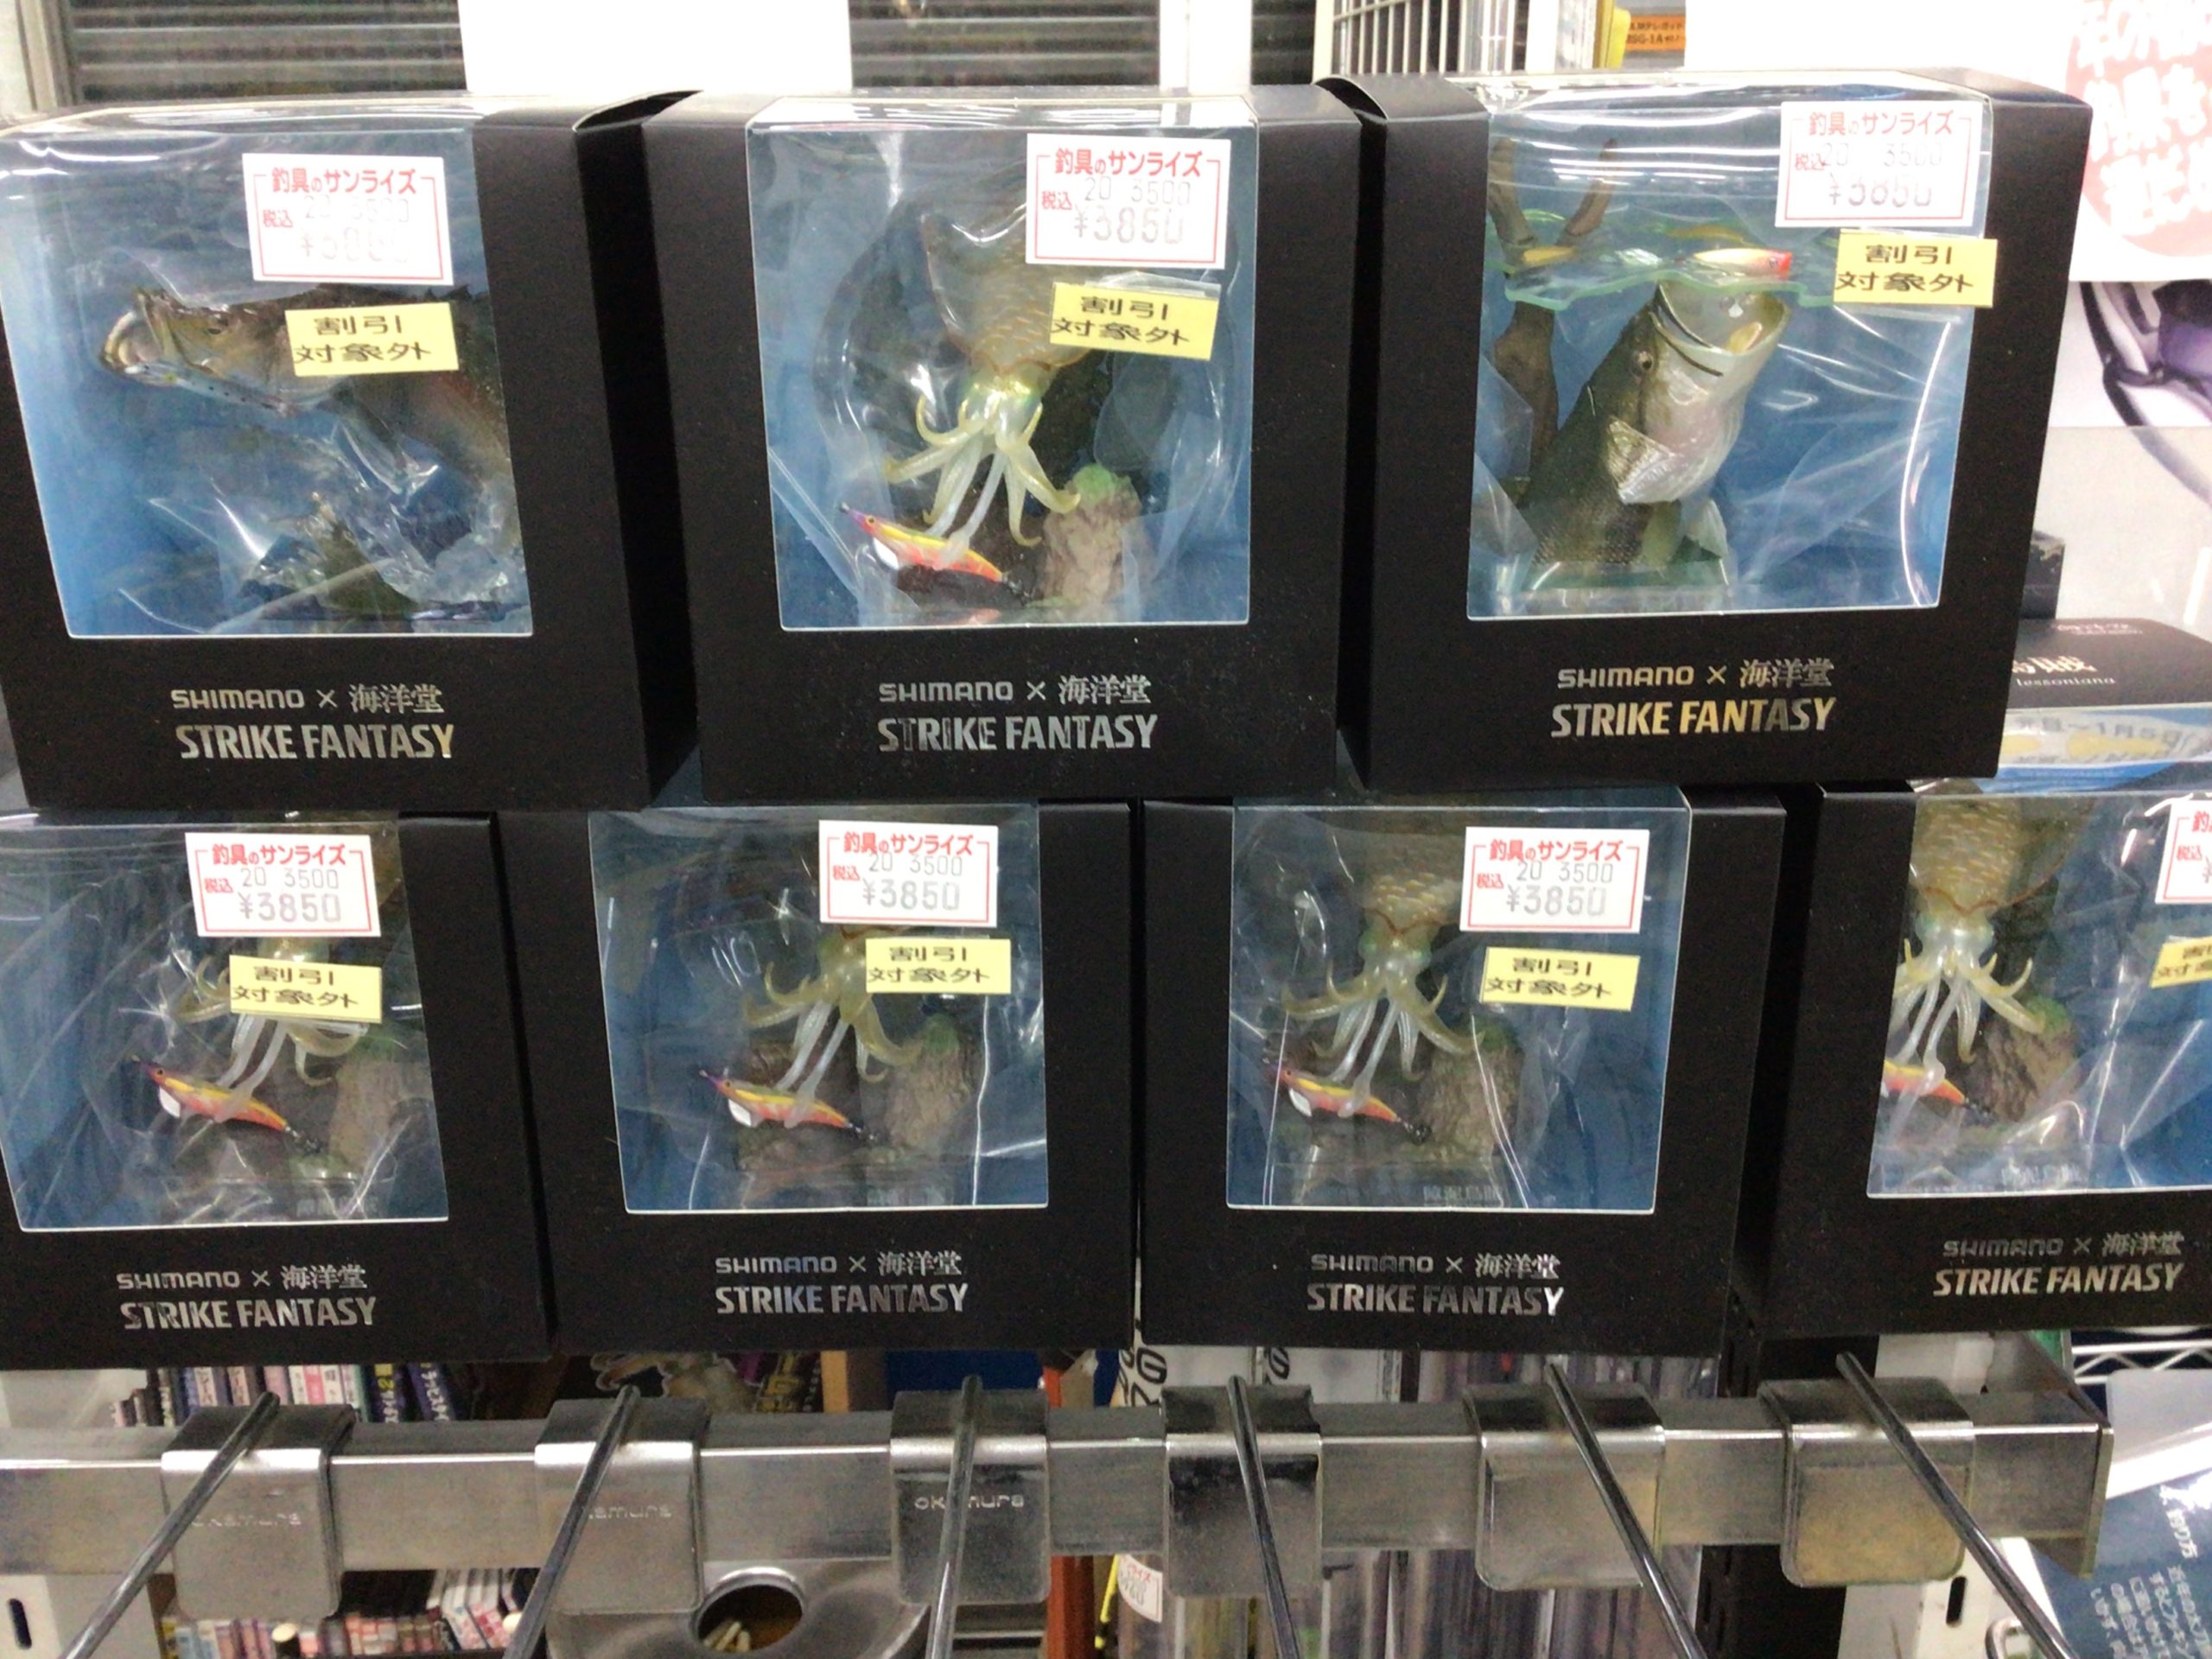 釣具のサンライズ
税込 20 3500
割引
対象外
SHIMANO × 海洋堂
STRIKE FANTASY
釣具のサンライズ
税込 20 3500
¥3850
割引
対象外
SHIMANO × 海洋堂
STRIKE FANTASY
釣具のサンライズ
税込 20 3500
¥3850
割引
対象外
SHIMANO × 海洋堂
STRIKE FANTASY
lessoniana
釣具のサンライズ
税込 20 3500
¥3850
割引
対象外
SHIMANO × 海洋堂
STRIKE FANTASY
釣具のサンライズ
税込 20 3500
¥3850
割引
対象外
SHIMANO × 海洋堂
STRIKE FANTASY
釣具のサンライズ
税込 20 3500
¥3850
割引
対象外
SHIMANO × 海洋堂
STRIKE FANTASY
税込
SHIMANO × 海洋堂
STRIKE FANTASY
okamura
okamura